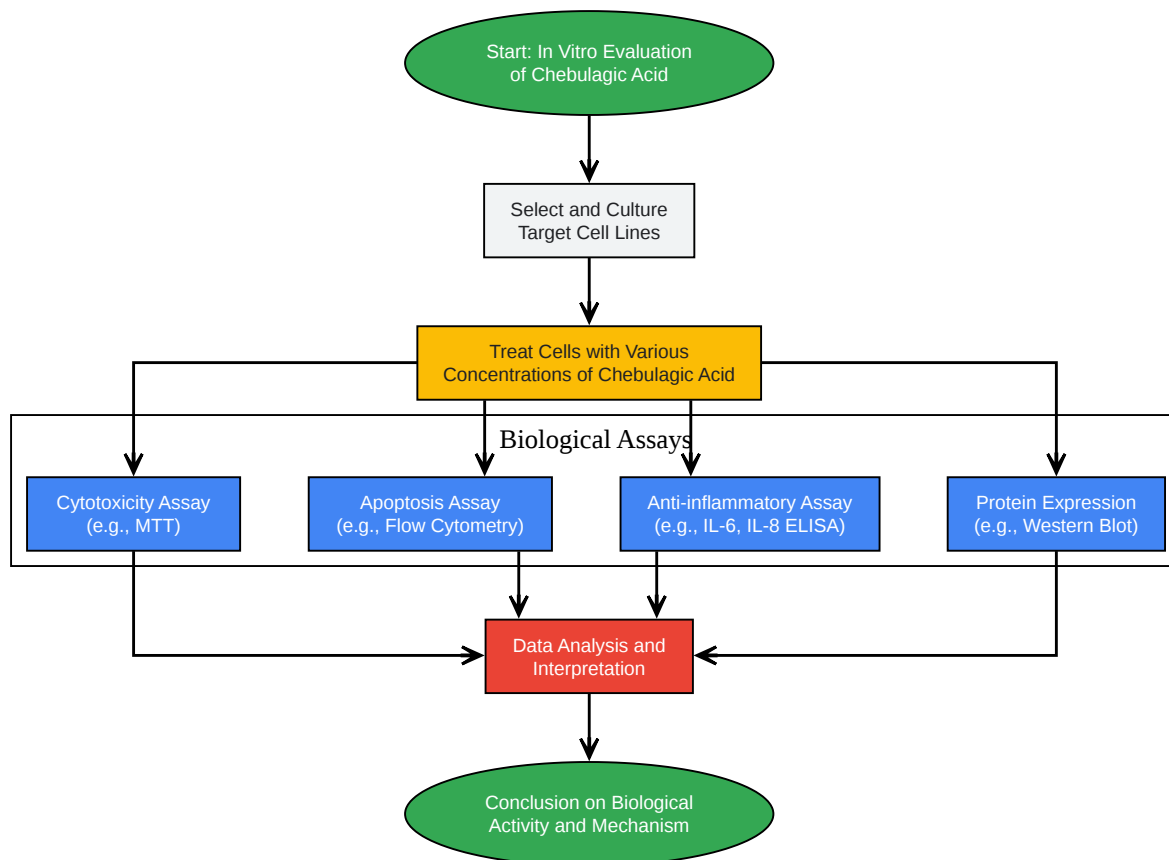 Start: In Vitro Evaluation
of Chebulagic Acid
Select and Culture
Target Cell Lines
Treat Cells with Various
Concentrations of Chebulagic Acid
Biological Assays
Cytotoxicity Assay
(e.g., MTT)
Apoptosis Assay
(e.g., Flow Cytometry)
Anti-inflammatory Assay
(e.g., IL-6, IL-8 ELISA)
Protein Expression
(e.g., Western Blot)
Data Analysis and
Interpretation
Conclusion on Biological
Activity and Mechanism